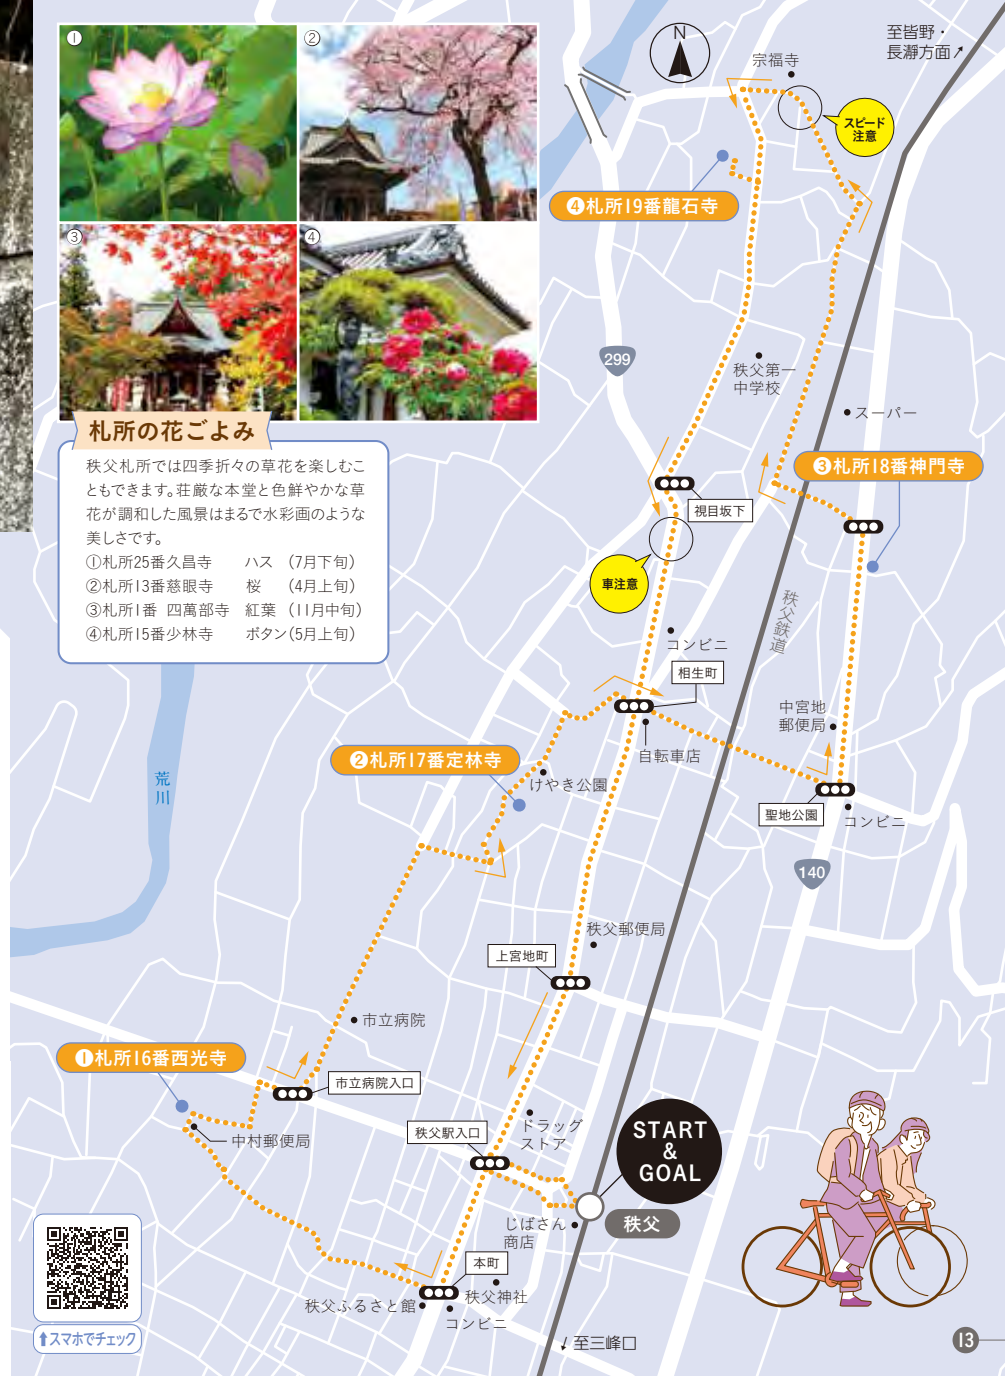 ①
②
③
④
札所の花ごよみ
秩父札所では四季折々の草花を楽しむこ
ともできます。荘厳な本堂と色鮮やかな草
花が調和した風景はまるで水彩画のような
美しさです。
①札所25番久昌寺 ハス (7月下旬)
②札所13番慈眼寺 桜 (4月上旬)
③札所1番 四萬部寺 紅葉 (11月中旬)
④札所15番少林寺 ボタン(5月上旬)
N
至皆野・
長瀞方面↗
宗福寺
スピード
注意
❹札所19番龍石寺
299
秩父第一
中学校
スーパー
❸札所18番神門寺
視目坂下
車注意
秩父鉄道
コンビニ
相生町
中宮地
郵便局
自転車店
❷札所17番定林寺
けやき公園
荒川
聖地公園
コンビニ
140
秩父郵便局
上宮地町
市立病院
❶札所16番西光寺
市立病院入口
中村郵便局
秩父駅入口
ドラッグ
ストア
START
&
GOAL
秩父
じばさん
商店
本町
秩父神社
秩父ふるさと館
コンビニ
↓至三峰口
⬆スマホでチェック
13